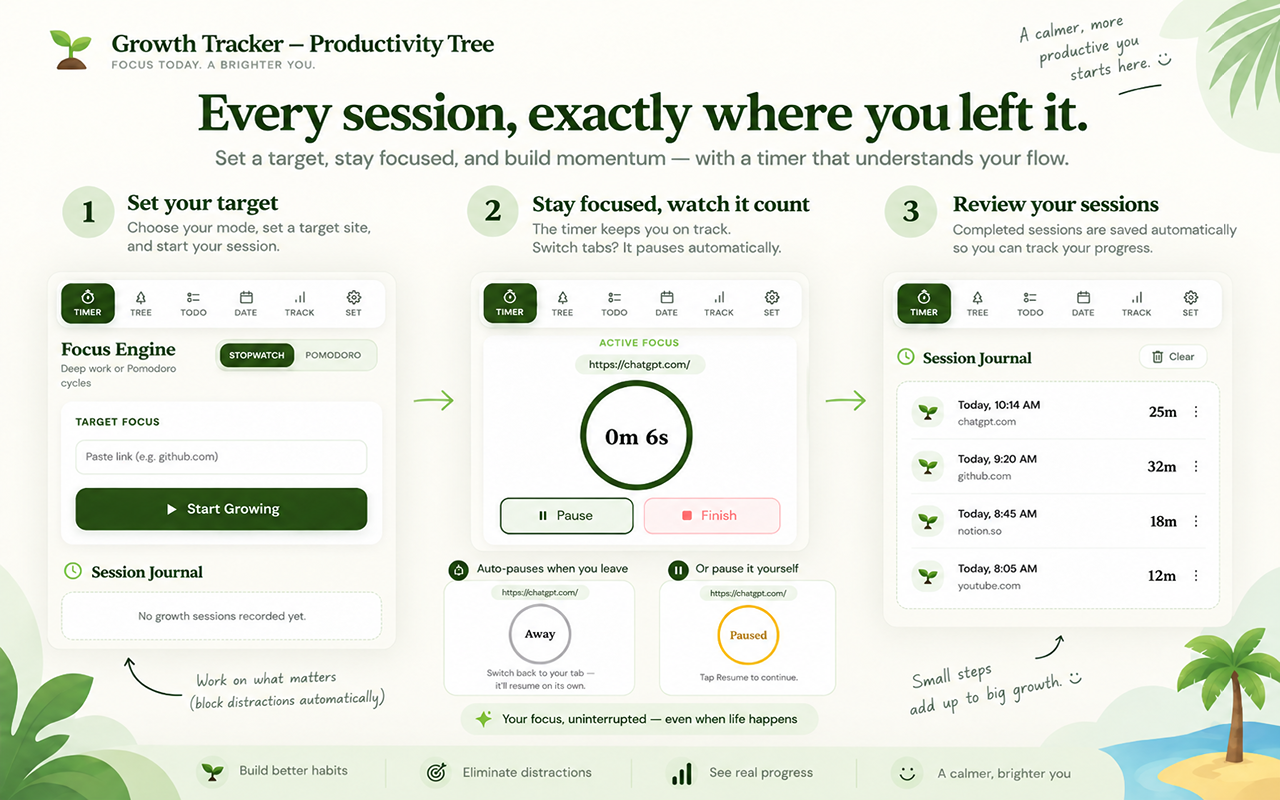 Growth Tracker – Productivity Tree
FOCUS TODAY. A BRIGHTER YOU.
A calmer, more
productive you
starts here.
Every session, exactly where you left it.
Set a target, stay focused, and build momentum — with a timer that understands your flow.
1
Set your target
Choose your mode, set a target site,
and start your session.
TIMER
TREE
TODO
DATE
TRACK
SET
Focus Engine
Deep work or Pomodoro
cycles
STOPWATCH
POMODORO
TARGET FOCUS
Paste link (e.g. github.com)
Start Growing
Session Journal
No growth sessions recorded yet.
Work on what matters
(block distractions automatically)
2
Stay focused, watch it count
The timer keeps you on track.
Switch tabs? It pauses automatically.
TIMER
TREE
TODO
DATE
TRACK
SET
ACTIVE FOCUS
https://chatgpt.com/
0m 6s
Pause
Finish
Auto-pauses when you leave
https://chatgpt.com/
Away
Switch back to your tab —
it'll resume on its own.
Or pause it yourself
https://chatgpt.com/
Paused
Tap Resume to continue.
Your focus, uninterrupted — even when life happens
3
Review your sessions
Completed sessions are saved automatically
so you can track your progress.
TIMER
TREE
TODO
DATE
TRACK
SET
Session Journal
Clear
Today, 10:14 AM
chatgpt.com
25m
Today, 9:20 AM
github.com
32m
Today, 8:45 AM
notion.so
18m
Today, 8:05 AM
youtube.com
12m
Small steps
add up to big growth.
Build better habits
Eliminate distractions
See real progress
A calmer, brighter you